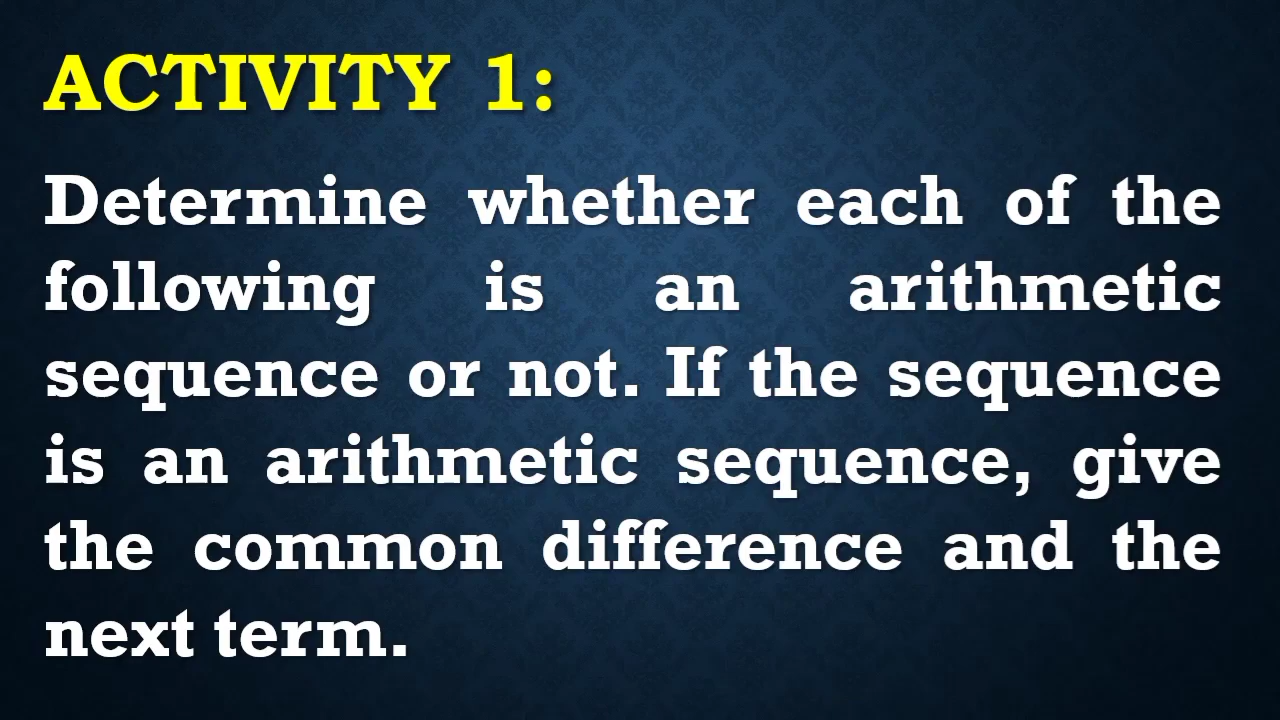 ACTIVITY 1:
Determine whether each of the
following is an arithmetic
sequence or not. If the sequence
is an arithmetic sequence, give
the common difference and the
next term.